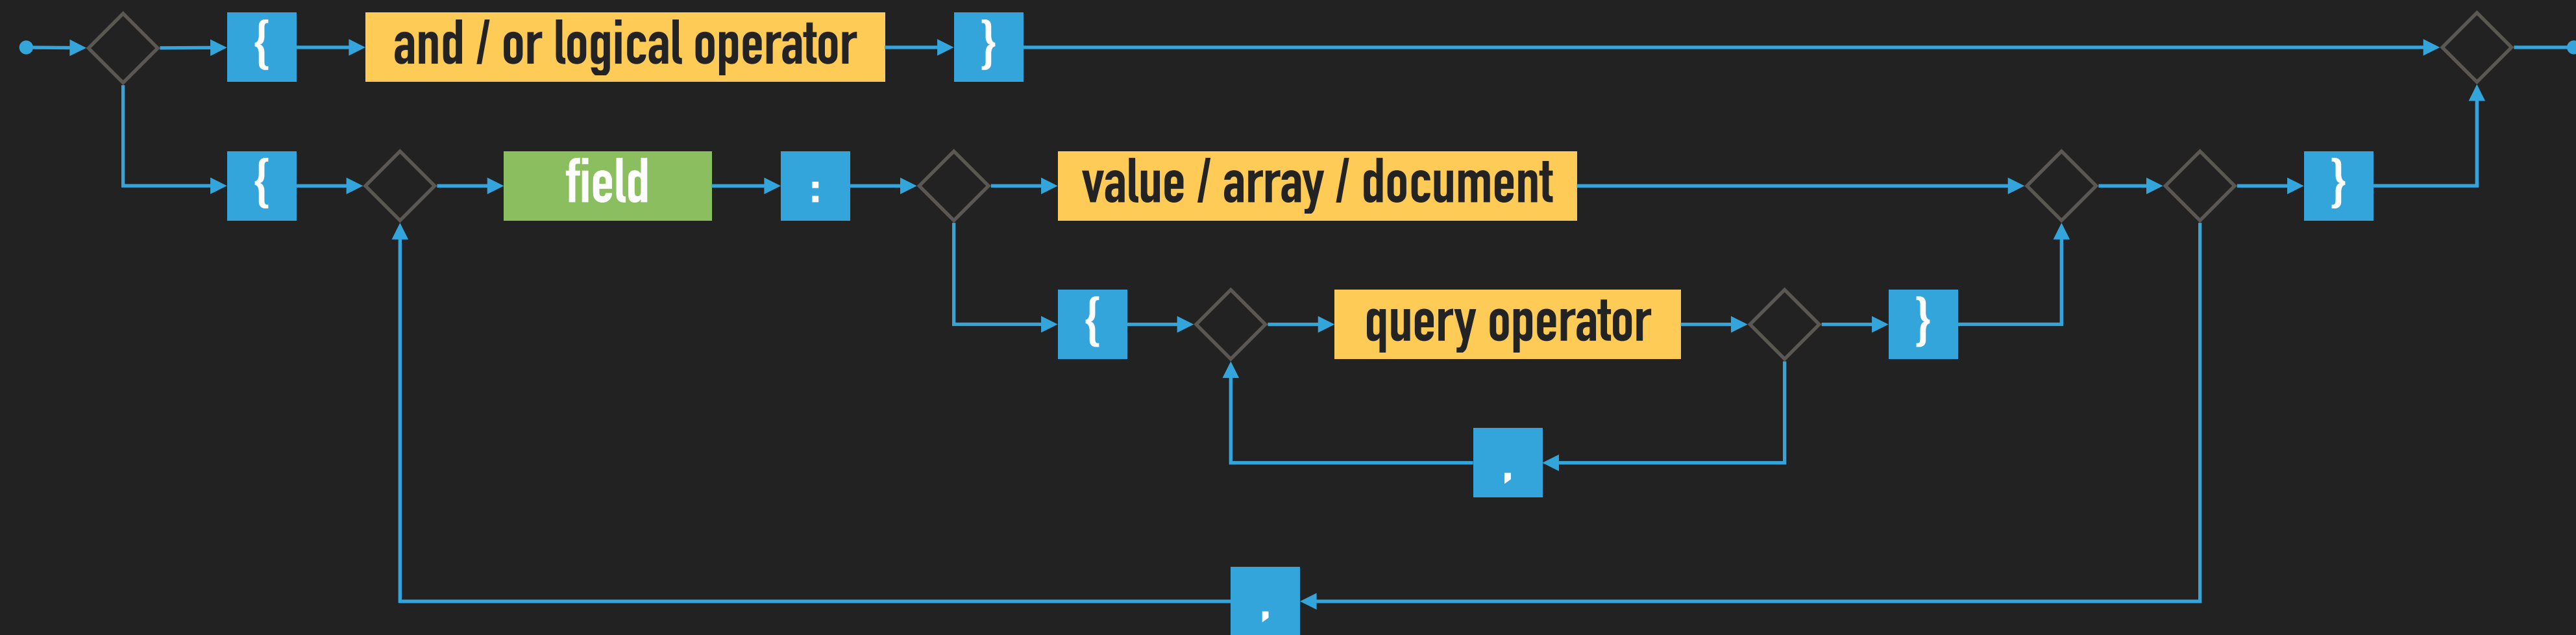 { and / or logical operator }
{ field : value / array / document }
{ query operator }
,
,